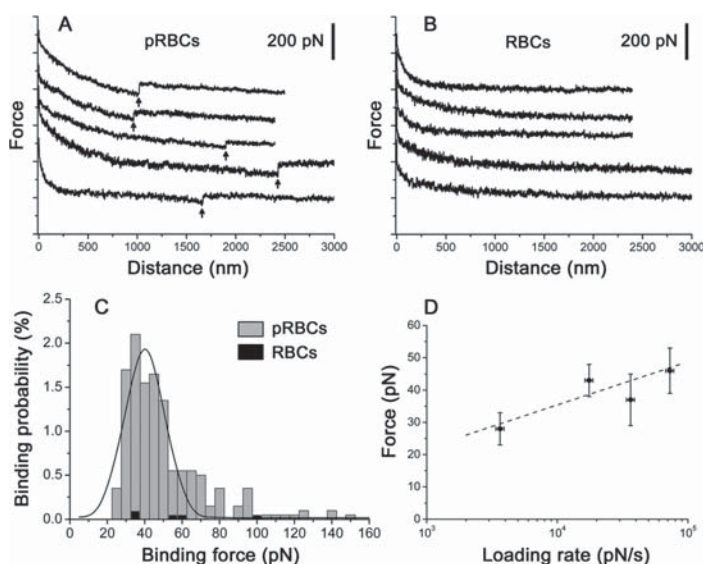 A
pRBCs
200 pN
Force
0
500
1000
1500
2000
2500
3000
Distance (nm)
B
RBCs
200 pN
Force
0
500
1000
1500
2000
2500
3000
Distance (nm)
C
pRBCs
RBCs
Binding probability (%)
2.5
2.0
1.5
1.0
0.5
0.0
0
20
40
60
80
100
120
140
160
Binding force (pN)
D
Force (pN)
60
50
40
30
20
10
0
10³
10⁴
10⁵
Loading rate (pN/s)